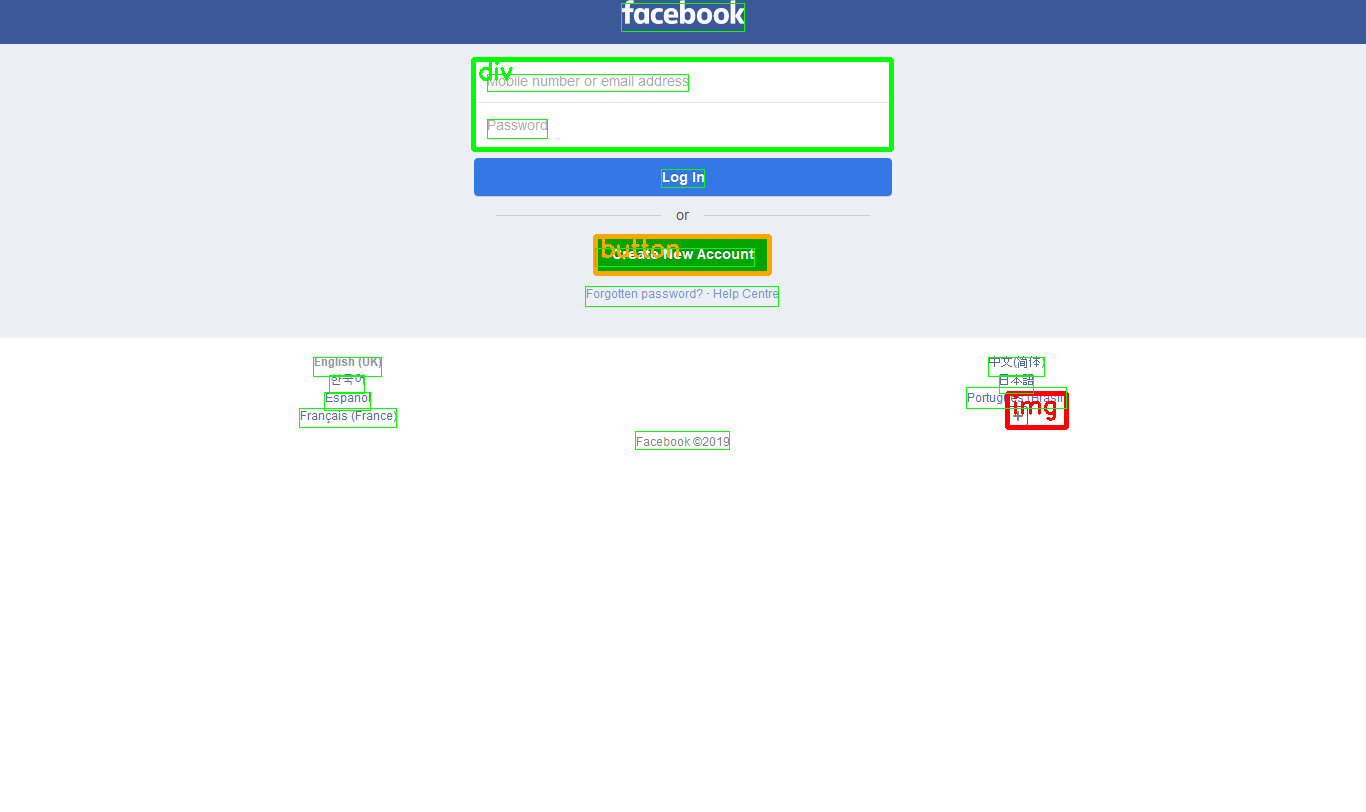 facebook
div
Mobile number or email address
Password
Log In
or
button
Create New Account
Forgotten password? · Help Centre
English (UK)
한국어
Español
Français (France)
中文(简体)
日本語
Português (Brasil)
img
+
Facebook ©2019